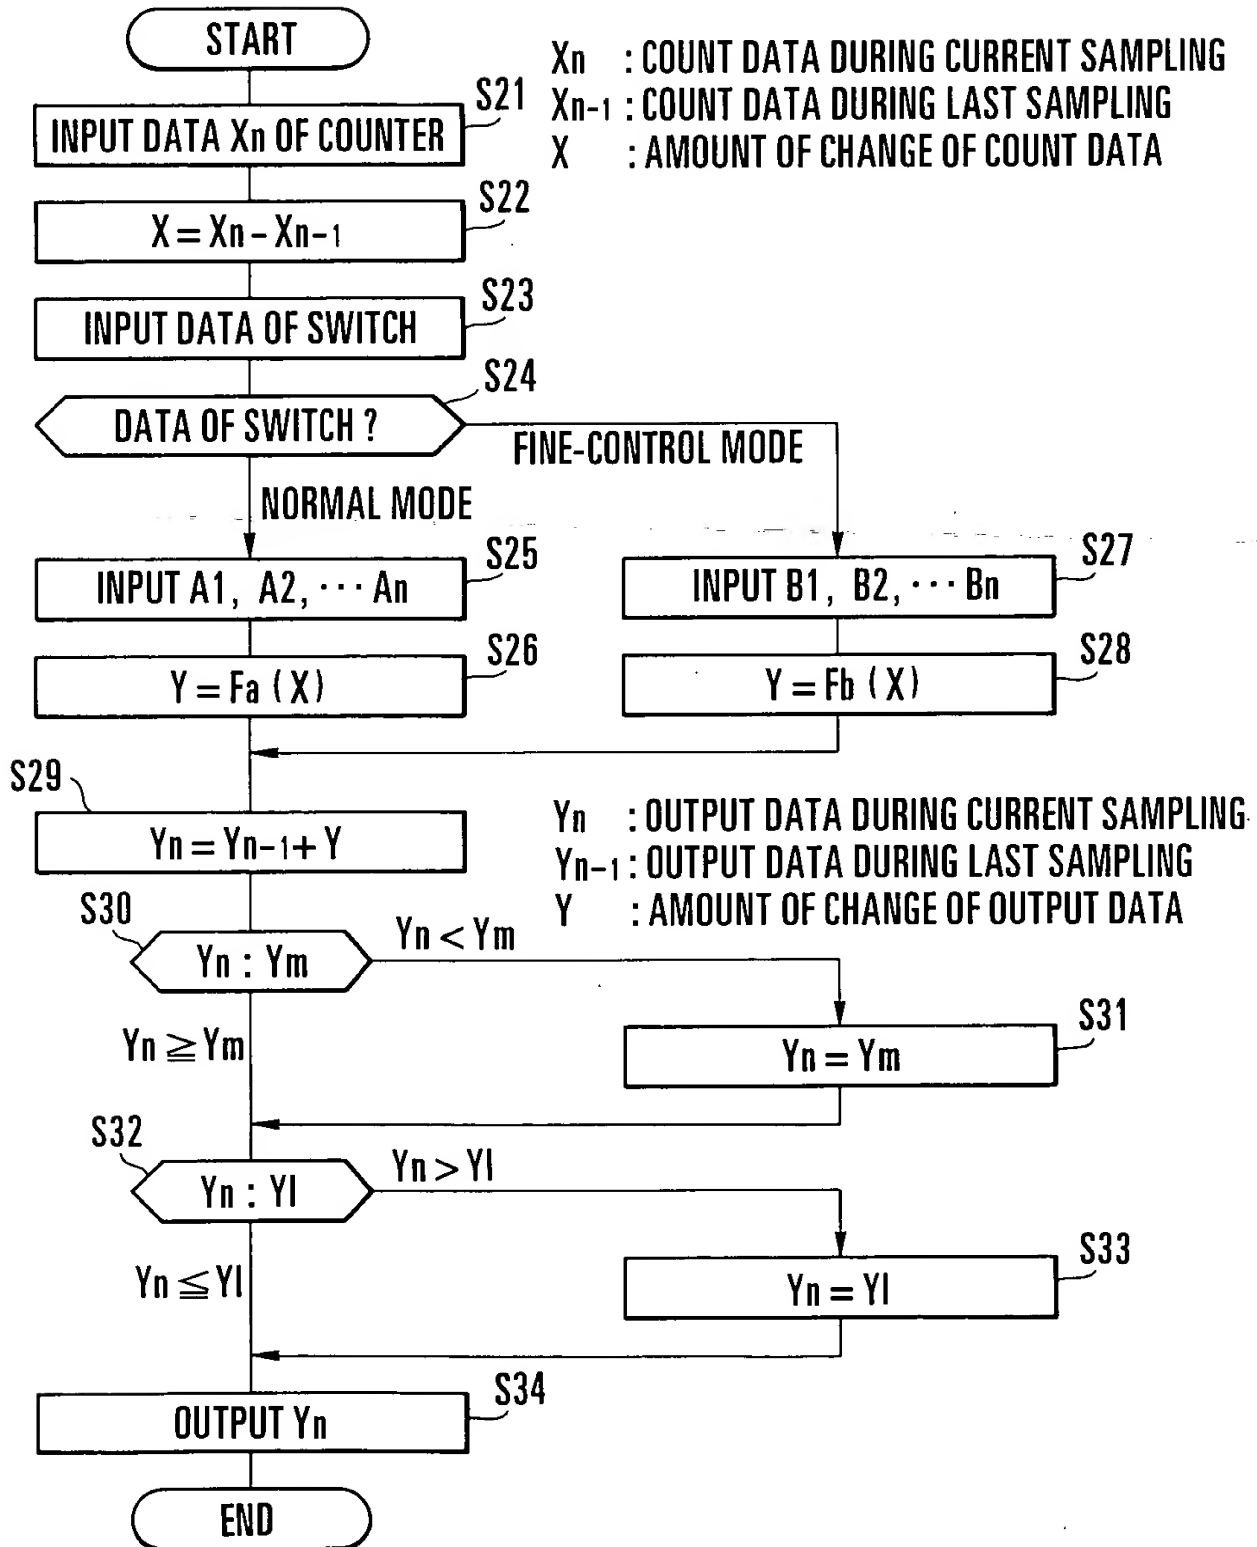 START
Xn : COUNT DATA DURING CURRENT SAMPLING
Xn-1 : COUNT DATA DURING LAST SAMPLING
X : AMOUNT OF CHANGE OF COUNT DATA
S21
INPUT DATA Xn OF COUNTER
S22
X = Xn - Xn-1
S23
INPUT DATA OF SWITCH
S24
DATA OF SWITCH ?
FINE-CONTROL MODE
NORMAL MODE
S25
INPUT A1, A2, ··· An
S27
INPUT B1, B2, ··· Bn
S26
Y = Fa ( X )
S28
Y = Fb ( X )
S29
Yn = Yn-1 + Y
Yn : OUTPUT DATA DURING CURRENT SAMPLING
Yn-1 : OUTPUT DATA DURING LAST SAMPLING
Y : AMOUNT OF CHANGE OF OUTPUT DATA
S30
Yn : Ym
Yn < Ym
Yn ≧ Ym
S31
Yn = Ym
S32
Yn : Yl
Yn > Yl
Yn ≦ Yl
S33
Yn = Yl
S34
OUTPUT Yn
END